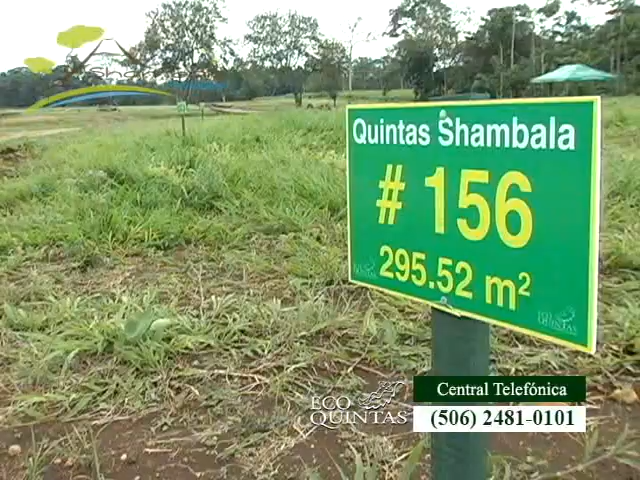 Quintas Shambala
# 156
295.52 m²
ECO
QUINTAS
Central Telefónica
(506) 2481-0101